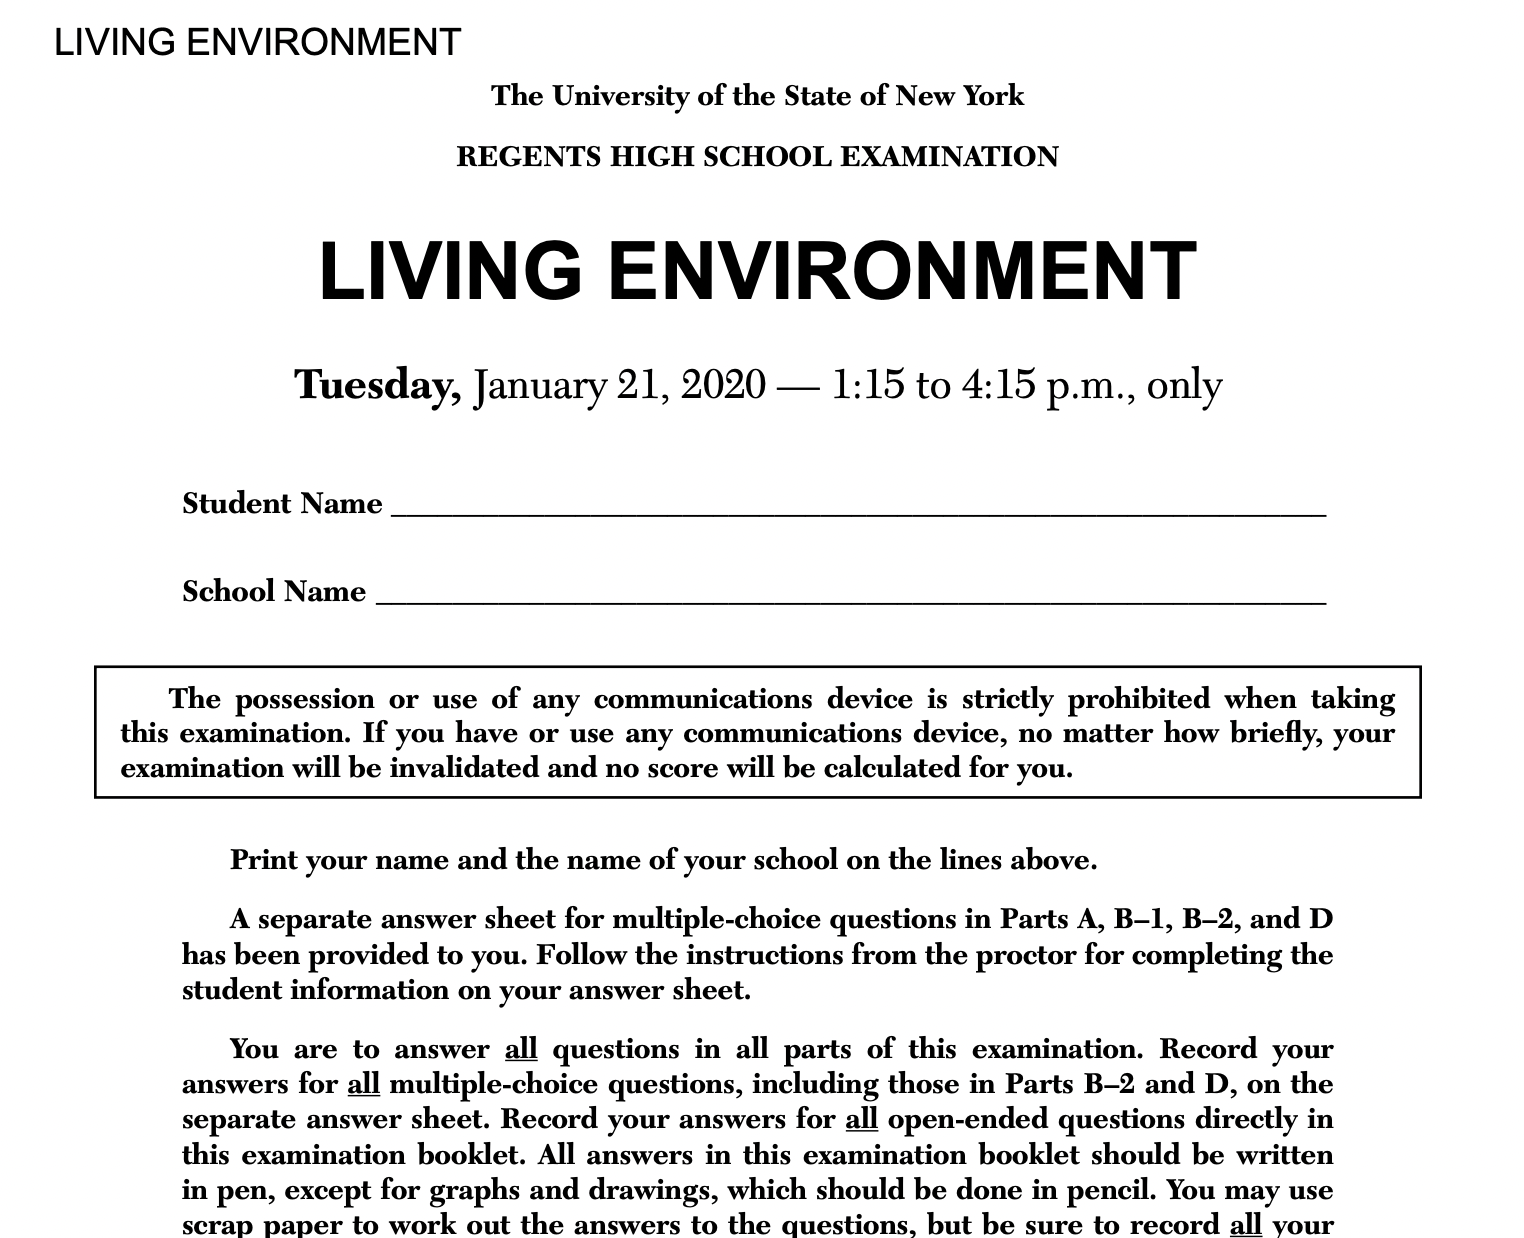 LIVING ENVIRONMENT
The University of the State of New York
REGENTS HIGH SCHOOL EXAMINATION
LIVING ENVIRONMENT
Tuesday, January 21, 2020 — 1:15 to 4:15 p.m., only
Student Name
School Name
The possession or use of any communications device is strictly prohibited when taking
this examination. If you have or use any communications device, no matter how briefly, your
examination will be invalidated and no score will be calculated for you.
Print your name and the name of your school on the lines above.
A separate answer sheet for multiple-choice questions in Parts A, B–1, B–2, and D
has been provided to you. Follow the instructions from the proctor for completing the
student information on your answer sheet.
You are to answer all questions in all parts of this examination. Record your
answers for all multiple-choice questions, including those in Parts B–2 and D, on the
separate answer sheet. Record your answers for all open-ended questions directly in
this examination booklet. All answers in this examination booklet should be written
in pen, except for graphs and drawings, which should be done in pencil. You may use
scrap paper to work out the answers to the questions, but be sure to record all your